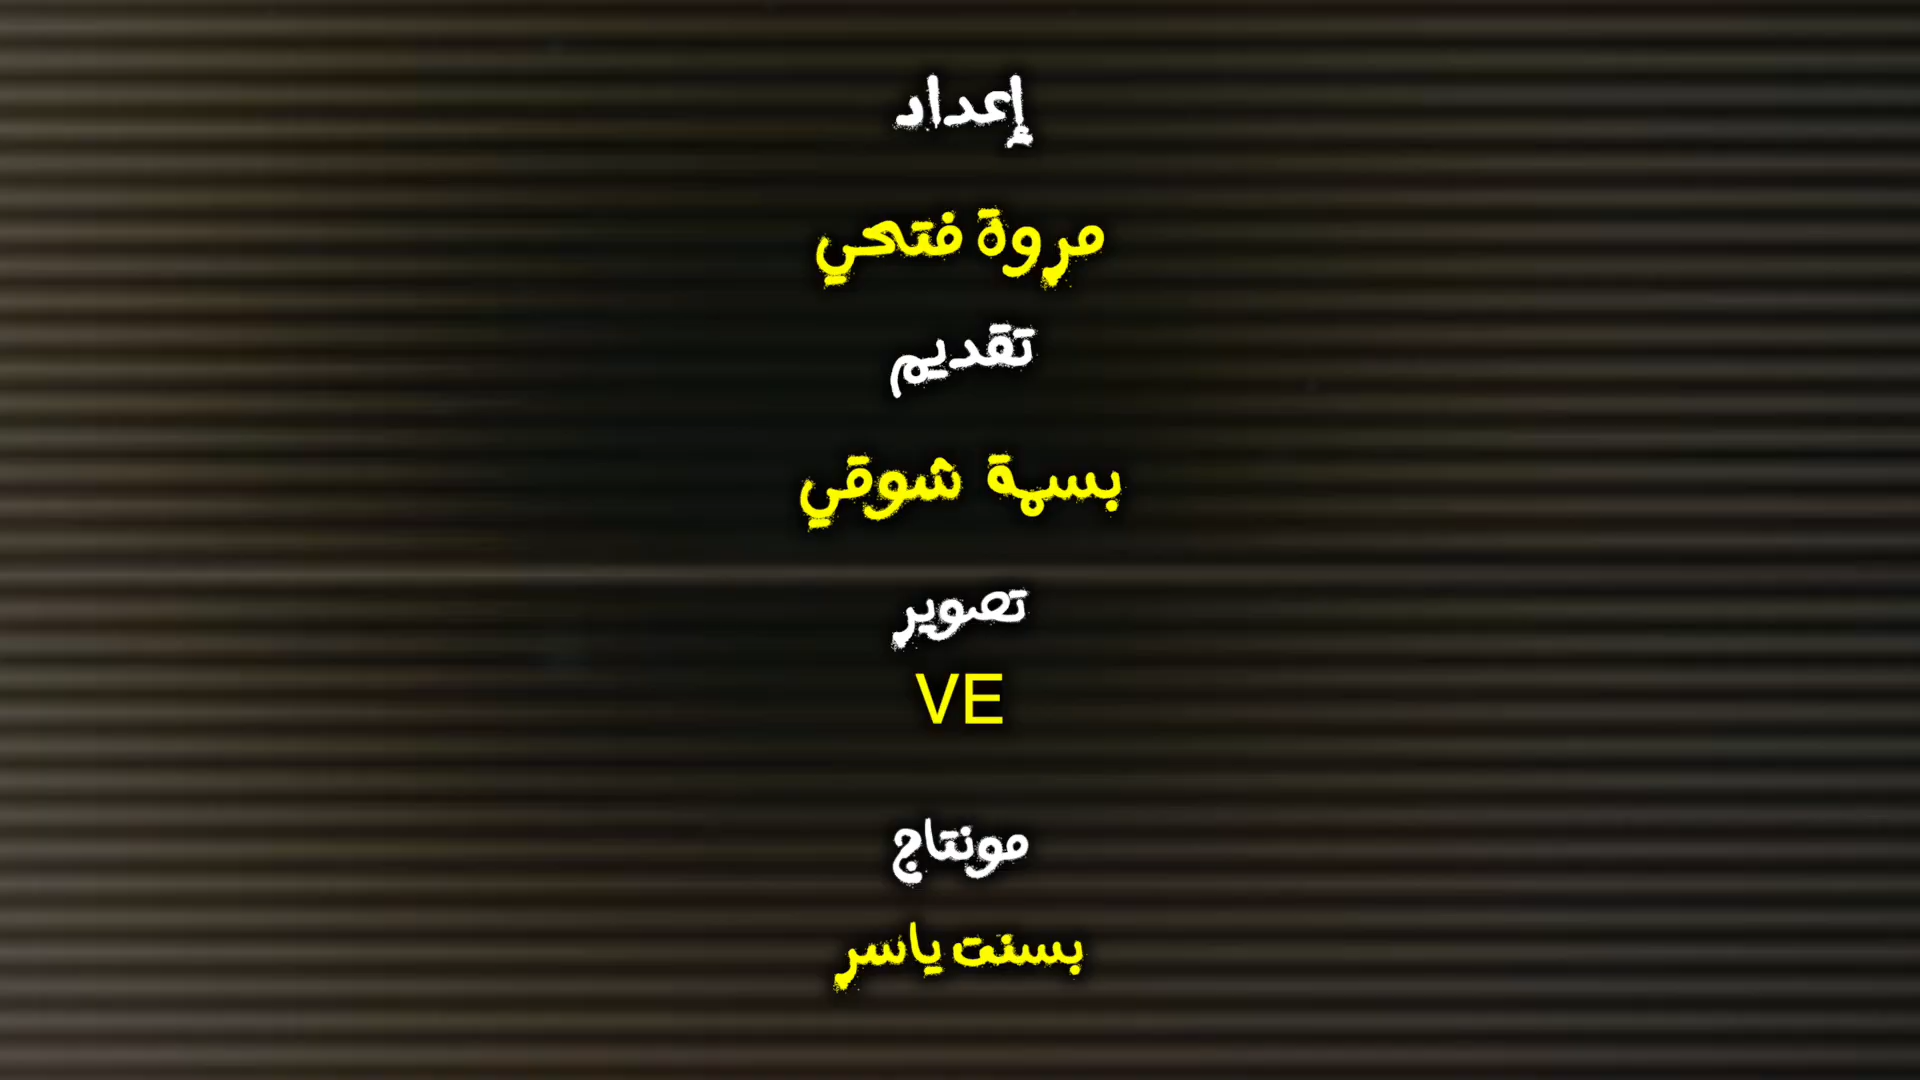 إعداد
مروة فتحي
تقديم
بسمة شوقي
تصوير
VE
مونتاج
بسنت ياسر